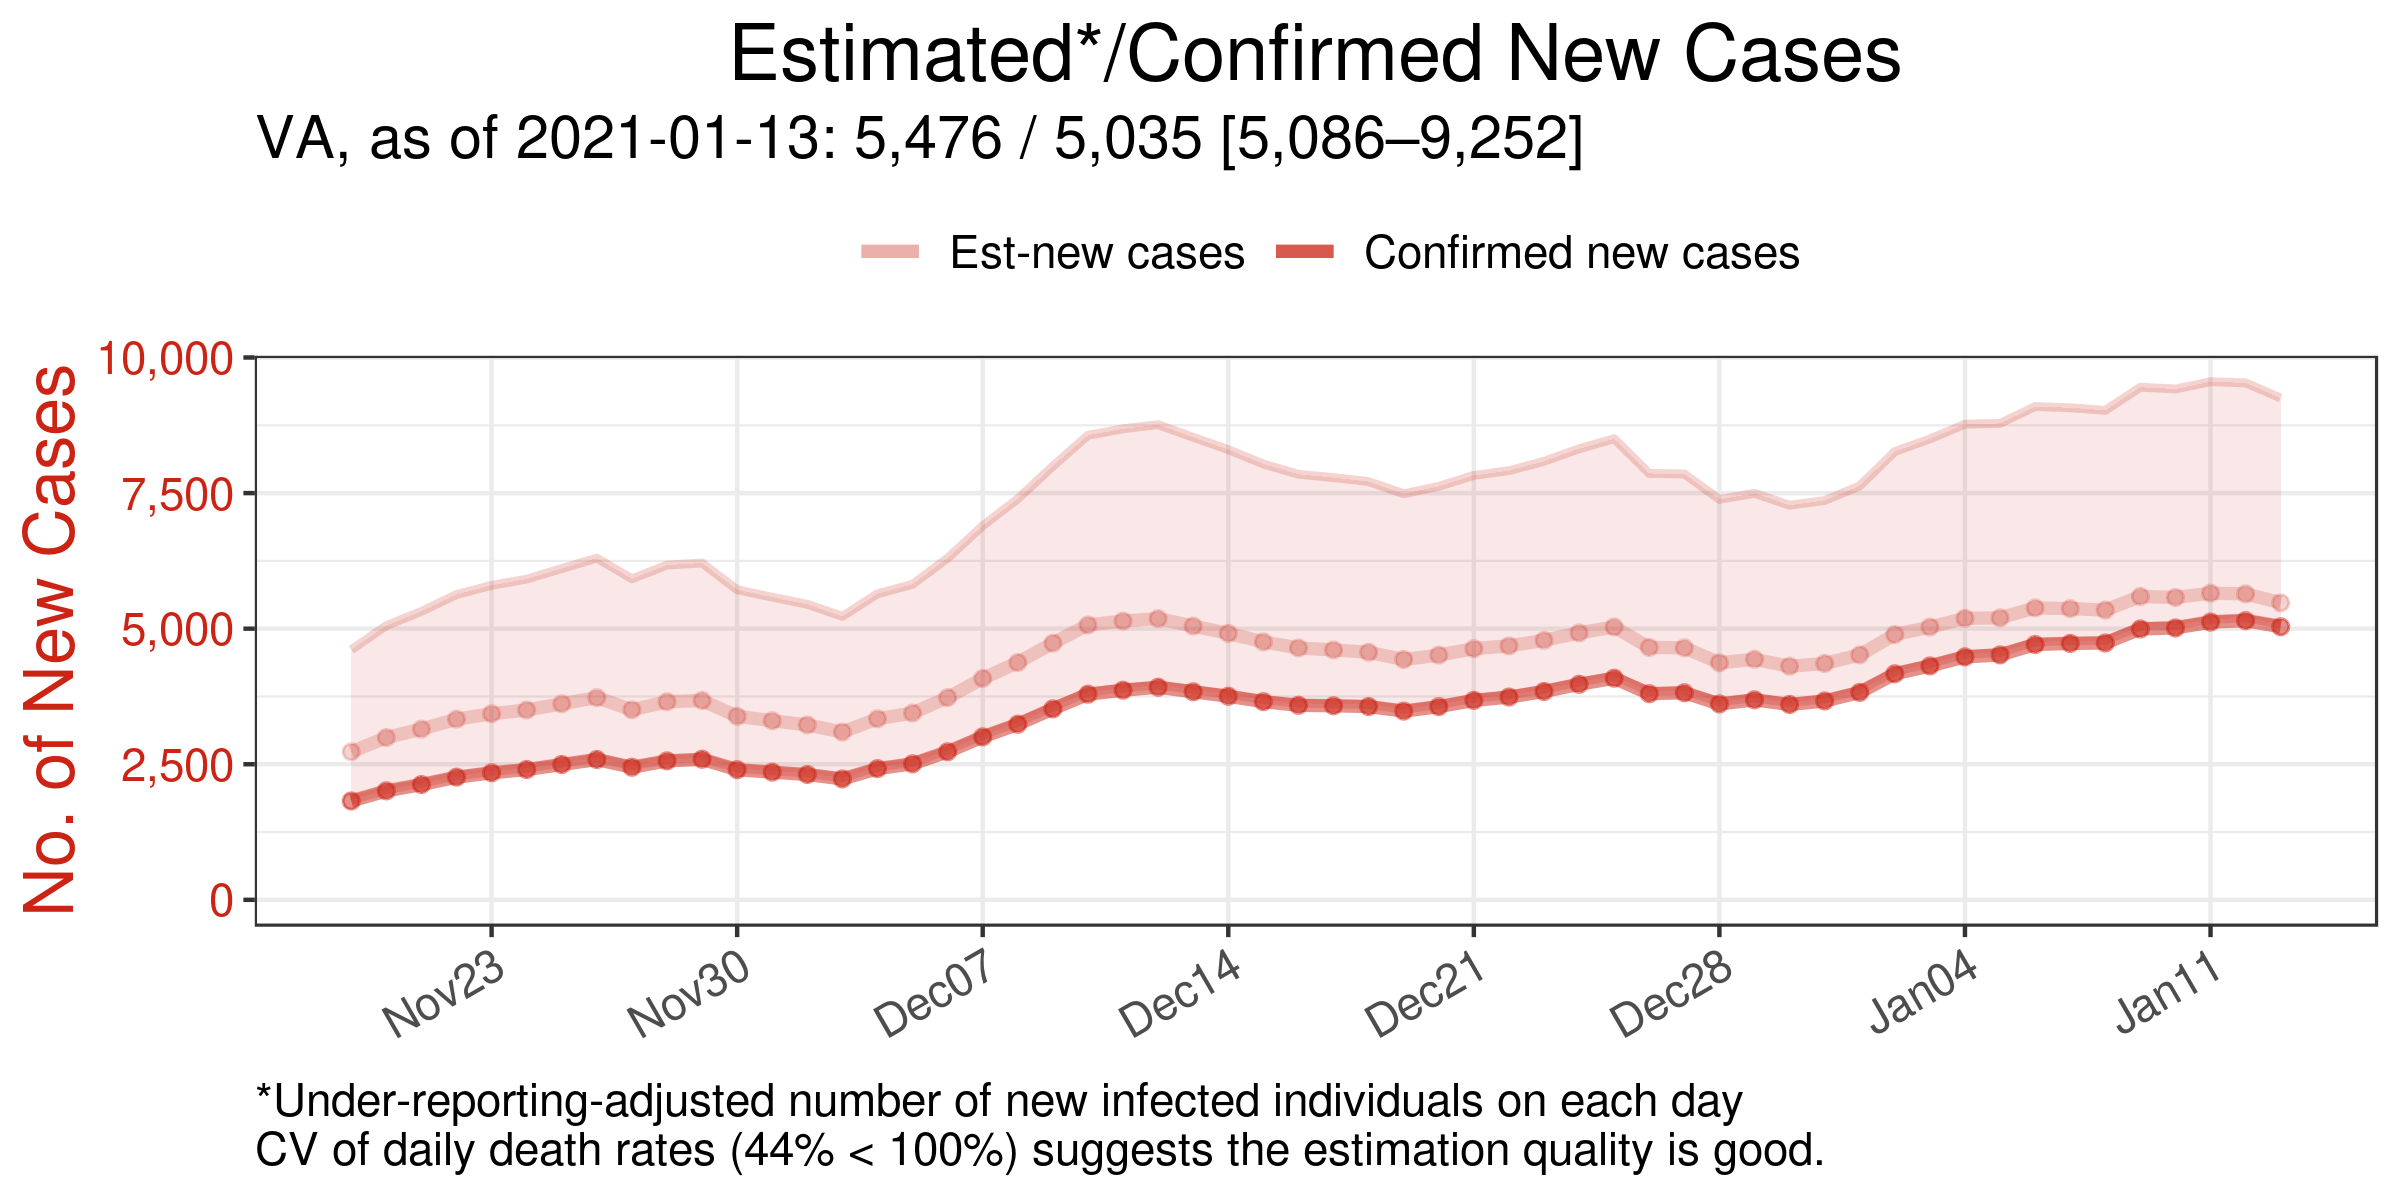 Estimated*/Confirmed New Cases
VA, as of 2021-01-13: 5,476 / 5,035 [5,086–9,252]
Est-new cases
Confirmed new cases
No. of New Cases
10,000
7,500
5,000
2,500
0
Nov23
Nov30
Dec07
Dec14
Dec21
Dec28
Jan04
Jan11
*Under-reporting-adjusted number of new infected individuals on each day
CV of daily death rates (44% < 100%) suggests the estimation quality is good.